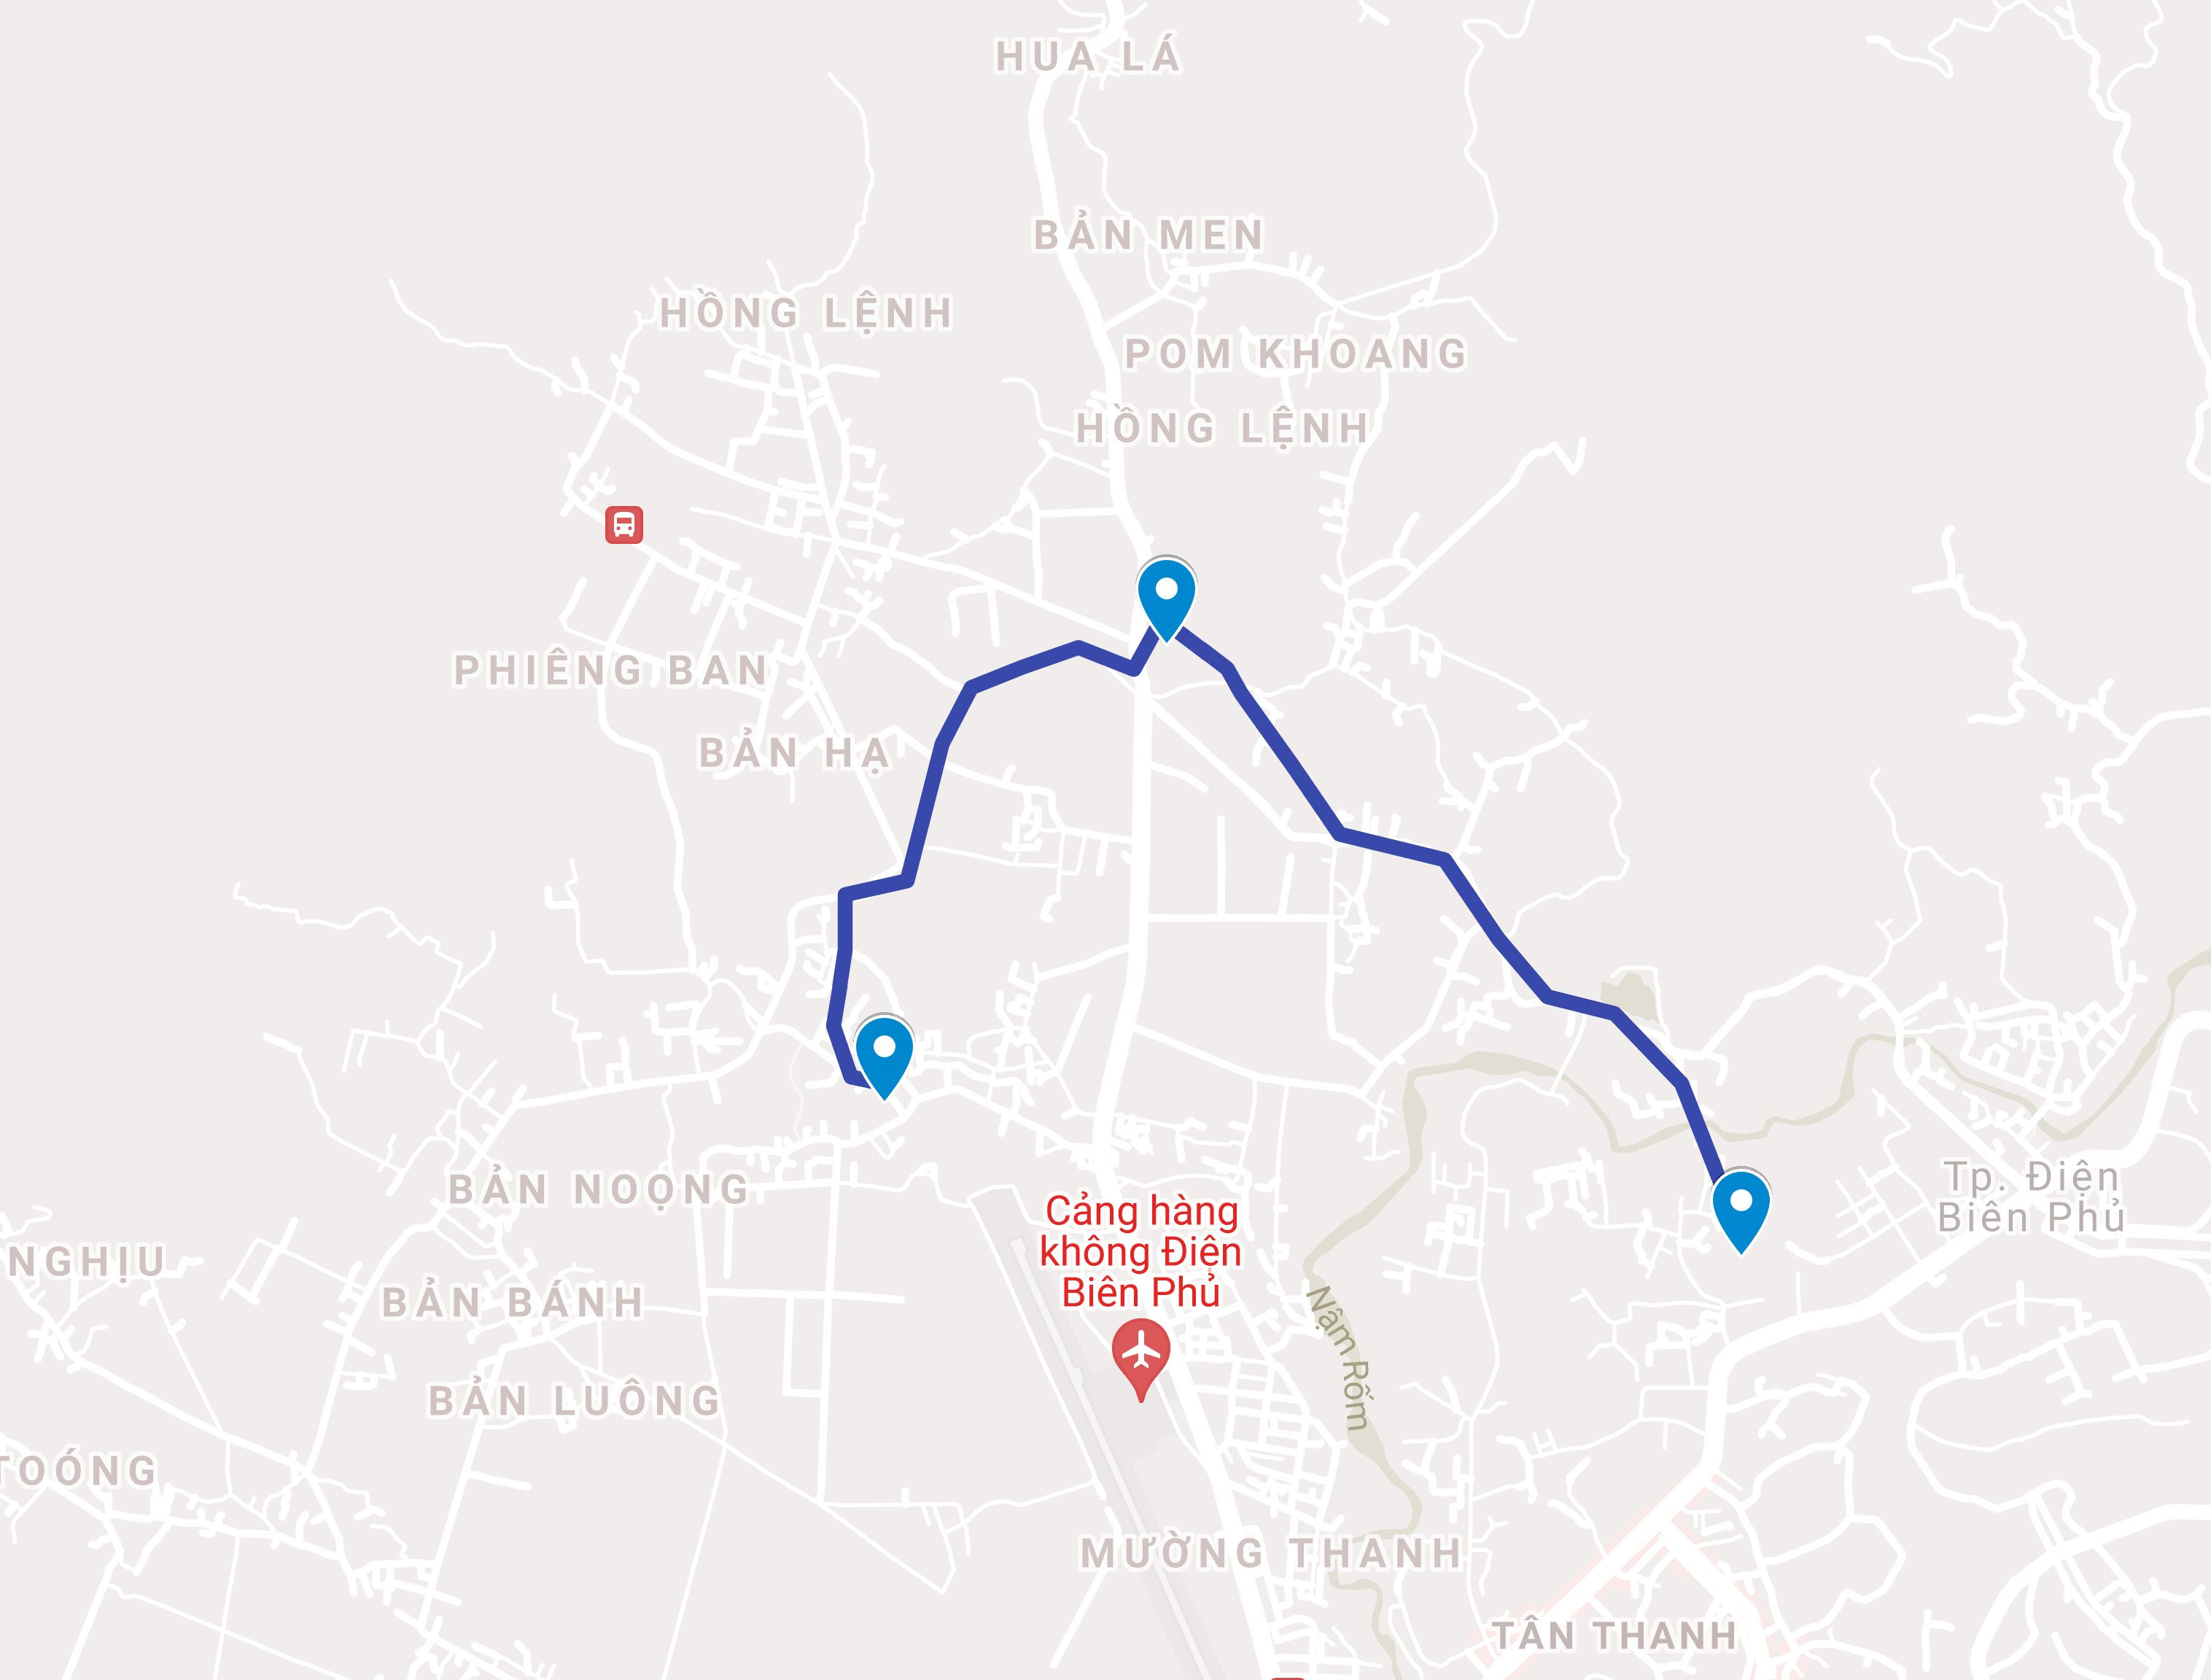 HUA LÁ
BẢN MEN
HỒNG LỆNH
POM KHOANG
HỒNG LỆNH
PHIÊNG BAN
BẢN HẠ
BẢN NOỌNG
Tp. Điện
Biên Phủ
Cảng hàng
không Điện
Biên Phủ
NGHỊU
BẢN BÁNH
Nậm Rốm
BẢN LUÔNG
TOÓNG
MƯỜNG THANH
TÂN THANH